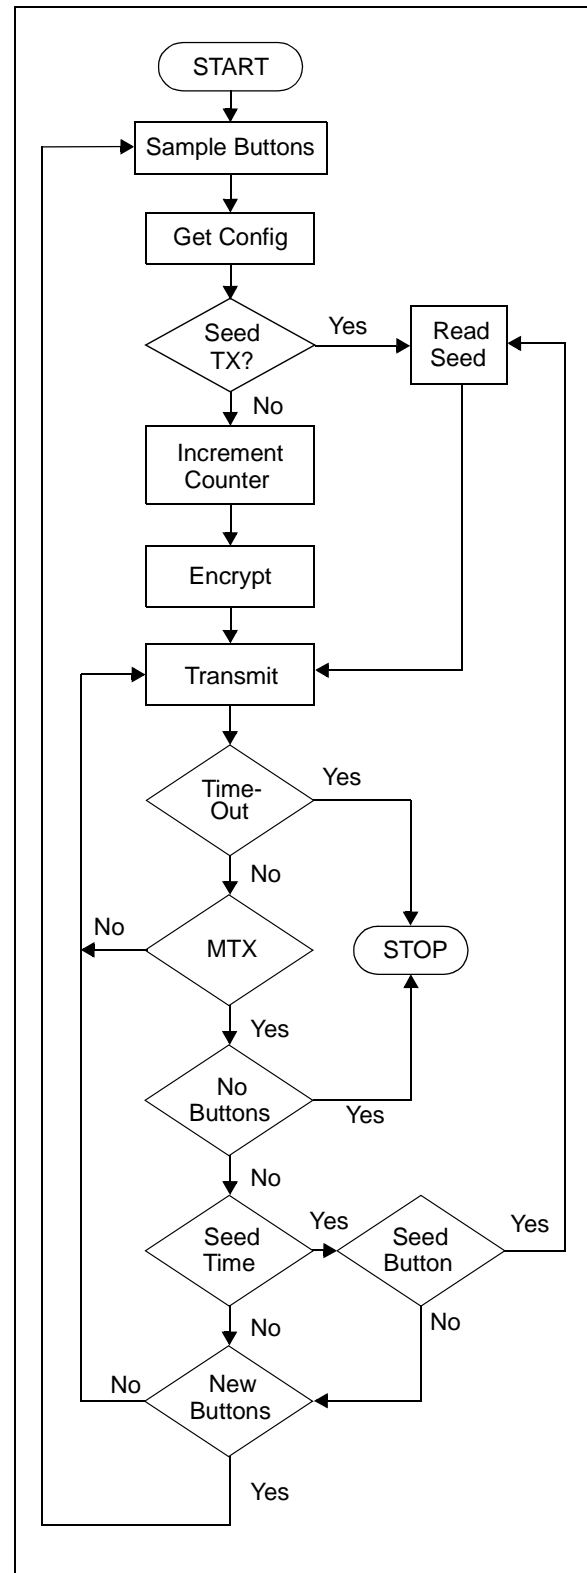 START
Sample Buttons
Get Config
Seed
TX?
Yes
Read
Seed
No
Increment
Counter
Encrypt
Transmit
Time-
Out
Yes
No
No
MTX
STOP
Yes
No
Buttons
Yes
No
Seed
Time
Yes
Seed
Button
Yes
No
No
No
New
Buttons
Yes